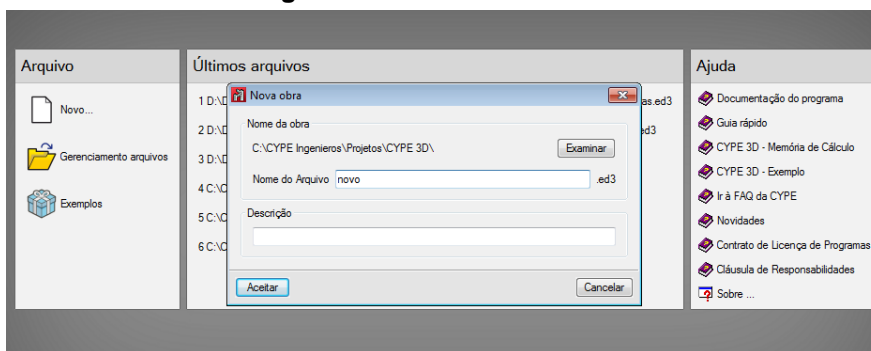 Arquivo
Novo...
Gerenciamento arquivos
Exemplos
Últimos arquivos
1 D:\D
as.ed3
2 D:\D
ed3
3 D:\D
4 C:\C
5 C:\C
6 C:\C
Nova obra
Nome da obra
C:\CYPE Ingenieros\Projetos\CYPE 3D\
Examinar
Nome do Arquivo novo .ed3
Descrição
Aceitar
Cancelar
Ajuda
Documentação do programa
Guia rápido
CYPE 3D - Memória de Cálculo
CYPE 3D - Exemplo
Ir à FAQ da CYPE
Novidades
Contrato de Licença de Programas
Cláusula de Responsabilidades
Sobre ...